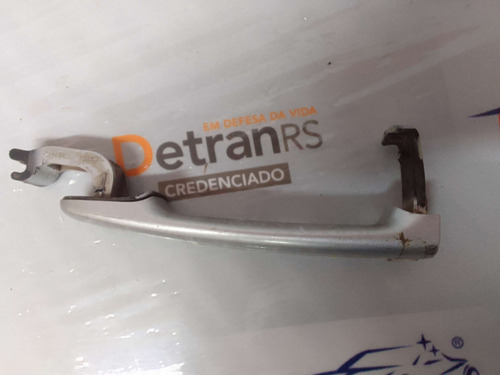 EM DEFESA DA VIDA
DetranRS
CREDENCIADO
®